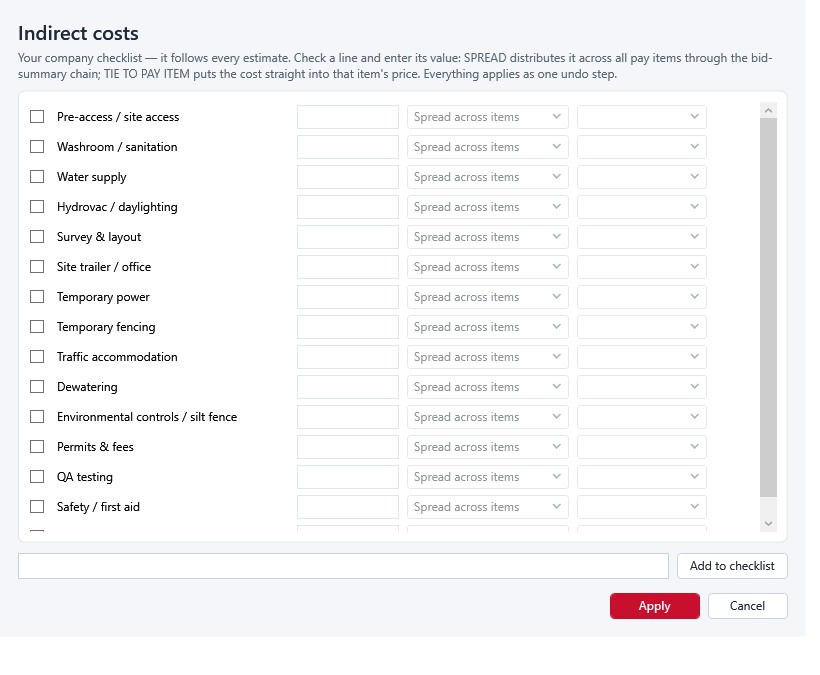 Indirect costs
Your company checklist — it follows every estimate. Check a line and enter its value: SPREAD distributes it across all pay items through the bid-
summary chain; TIE TO PAY ITEM puts the cost straight into that item's price. Everything applies as one undo step.
Pre-access / site access Spread across items
Washroom / sanitation Spread across items
Water supply Spread across items
Hydrovac / daylighting Spread across items
Survey & layout Spread across items
Site trailer / office Spread across items
Temporary power Spread across items
Temporary fencing Spread across items
Traffic accommodation Spread across items
Dewatering Spread across items
Environmental controls / silt fence Spread across items
Permits & fees Spread across items
QA testing Spread across items
Safety / first aid Spread across items
Add to checklist
Apply Cancel